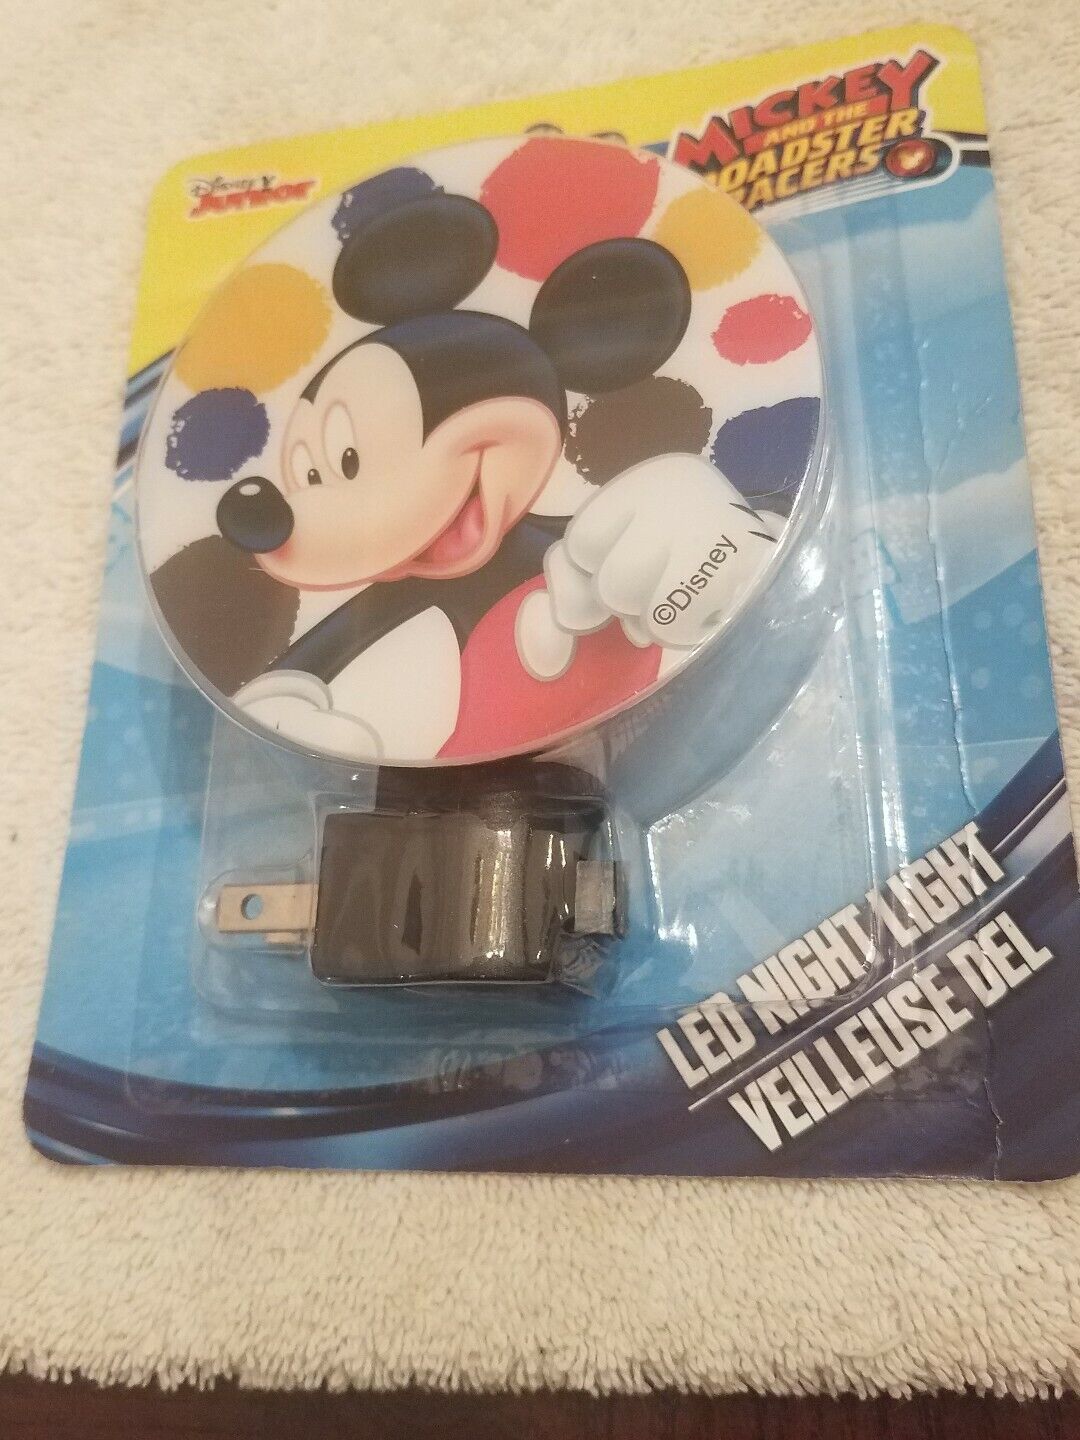 Disney
Junior
MICKEY
AND THE
ROADSTER
RACERS
©Disney
LED NIGHT LIGHT
VEILLEUSE DEL